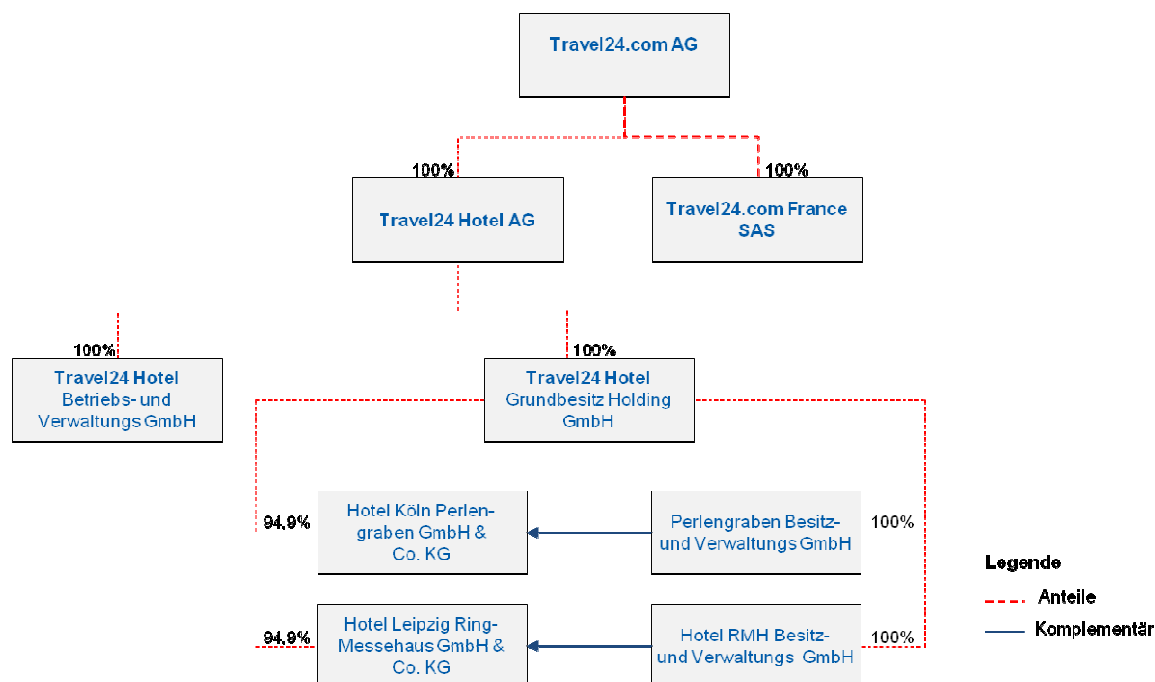 Travel24.com AG
100%
100%
Travel24 Hotel AG
Travel24.com France
SAS
100%
100%
Travel24 Hotel
Betriebs- und
Verwaltungs GmbH
Travel24 Hotel
Grundbesitz Holding
GmbH
94,9%
Hotel Köln Perlen-
graben GmbH &
Co. KG
Perlengraben Besitz-
und Verwaltungs GmbH
100%
Legende
Anteile
Komplementär
94,9%
Hotel Leipzig Ring-
Messehaus GmbH &
Co. KG
Hotel RMH Besitz-
und Verwaltungs GmbH
100%